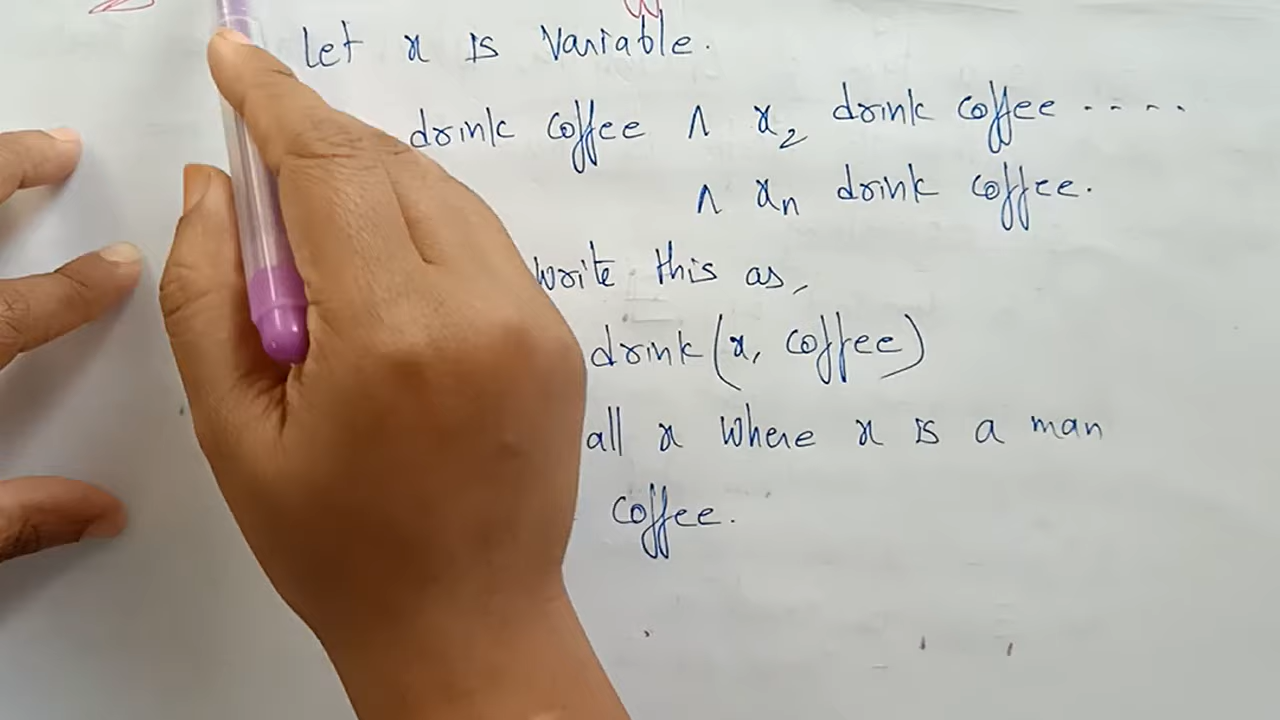 Let x is Variable.
drink coffee ∧ x₂ drink coffee ....
∧ xₙ drink coffee.
write this as,
drink(x, coffee)
all x where x is a man
coffee.